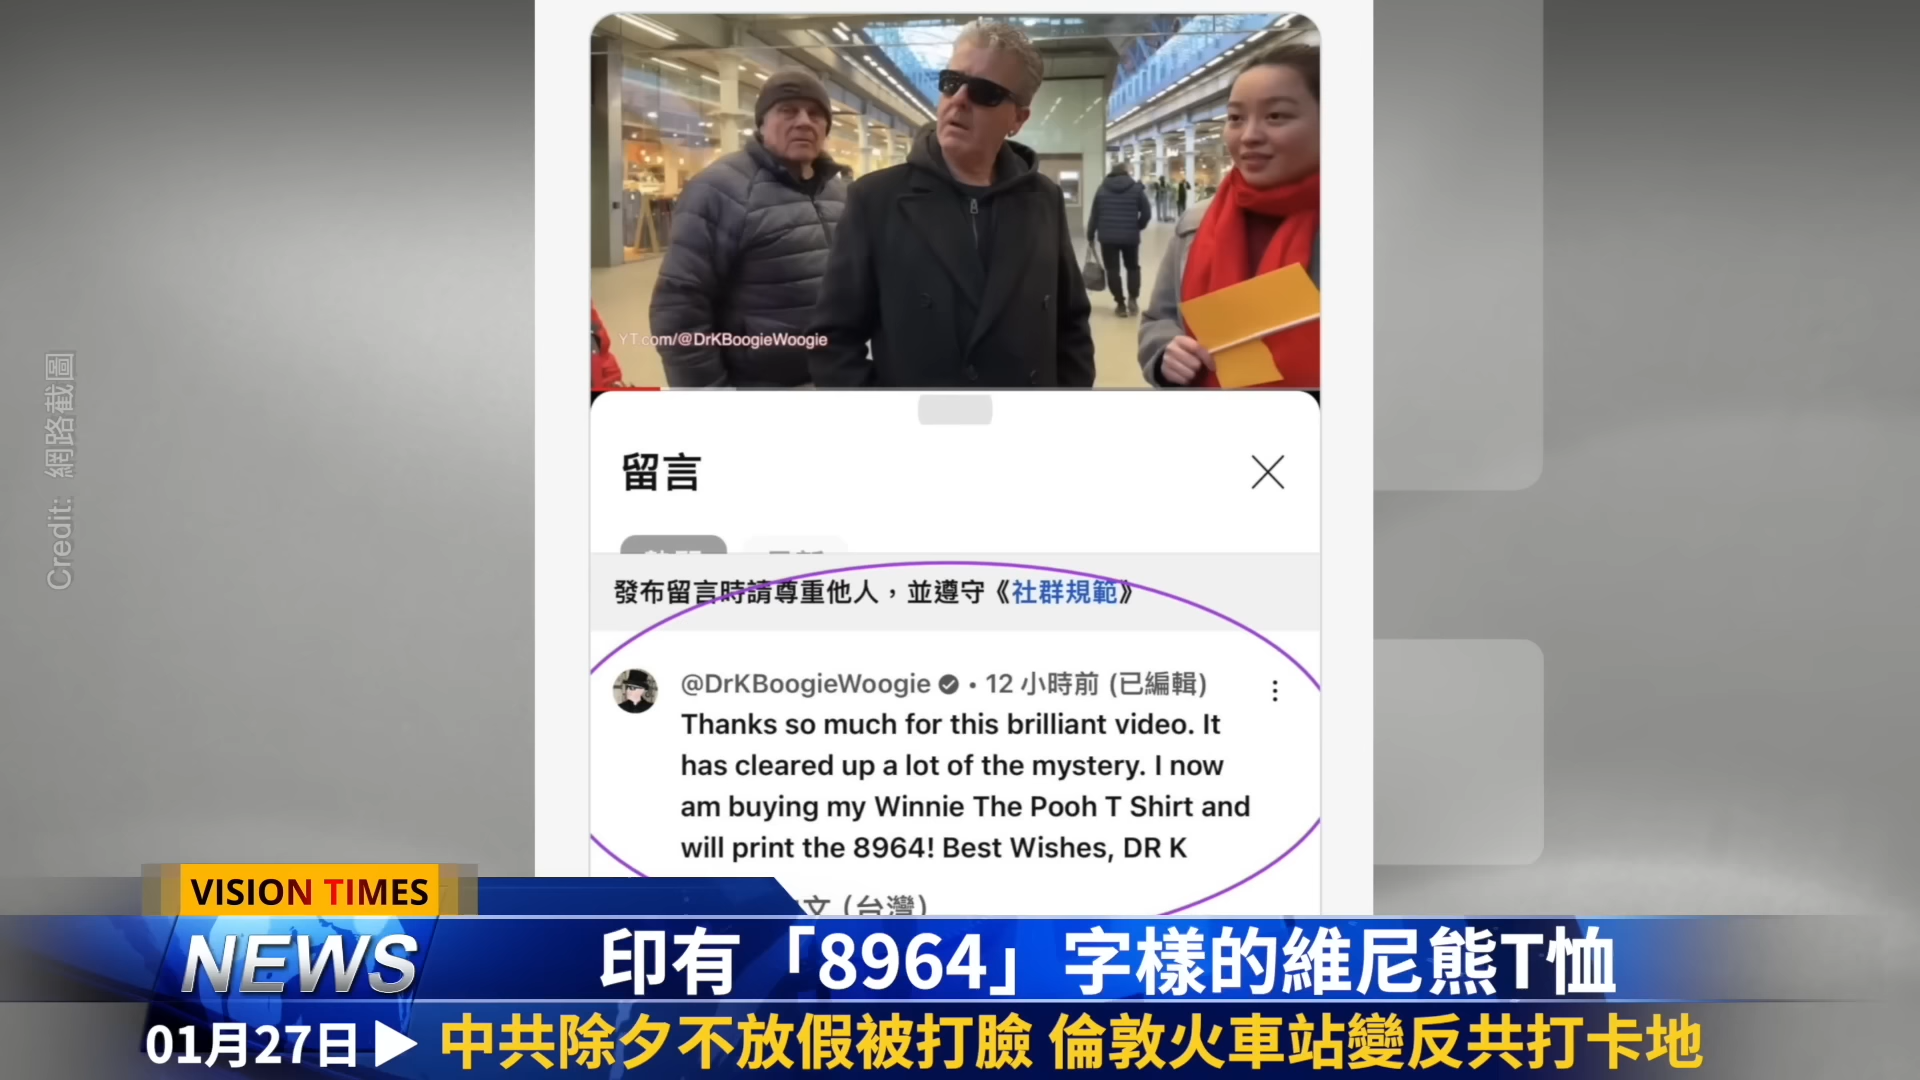 YT.com/@DrKBoogieWoogie
Credit: 網路截圖
留言
發布留言時請尊重他人，並遵守《社群規範》
@DrKBoogieWoogie • 12 小時前 (已編輯)
Thanks so much for this brilliant video. It
has cleared up a lot of the mystery. I now
am buying my Winnie The Pooh T Shirt and
will print the 8964! Best Wishes, DR K
文 (台灣)
VISION TIMES
NEWS
印有「8964」字樣的維尼熊T恤
01月27日▶
中共除夕不放假被打臉 倫敦火車站變反共打卡地